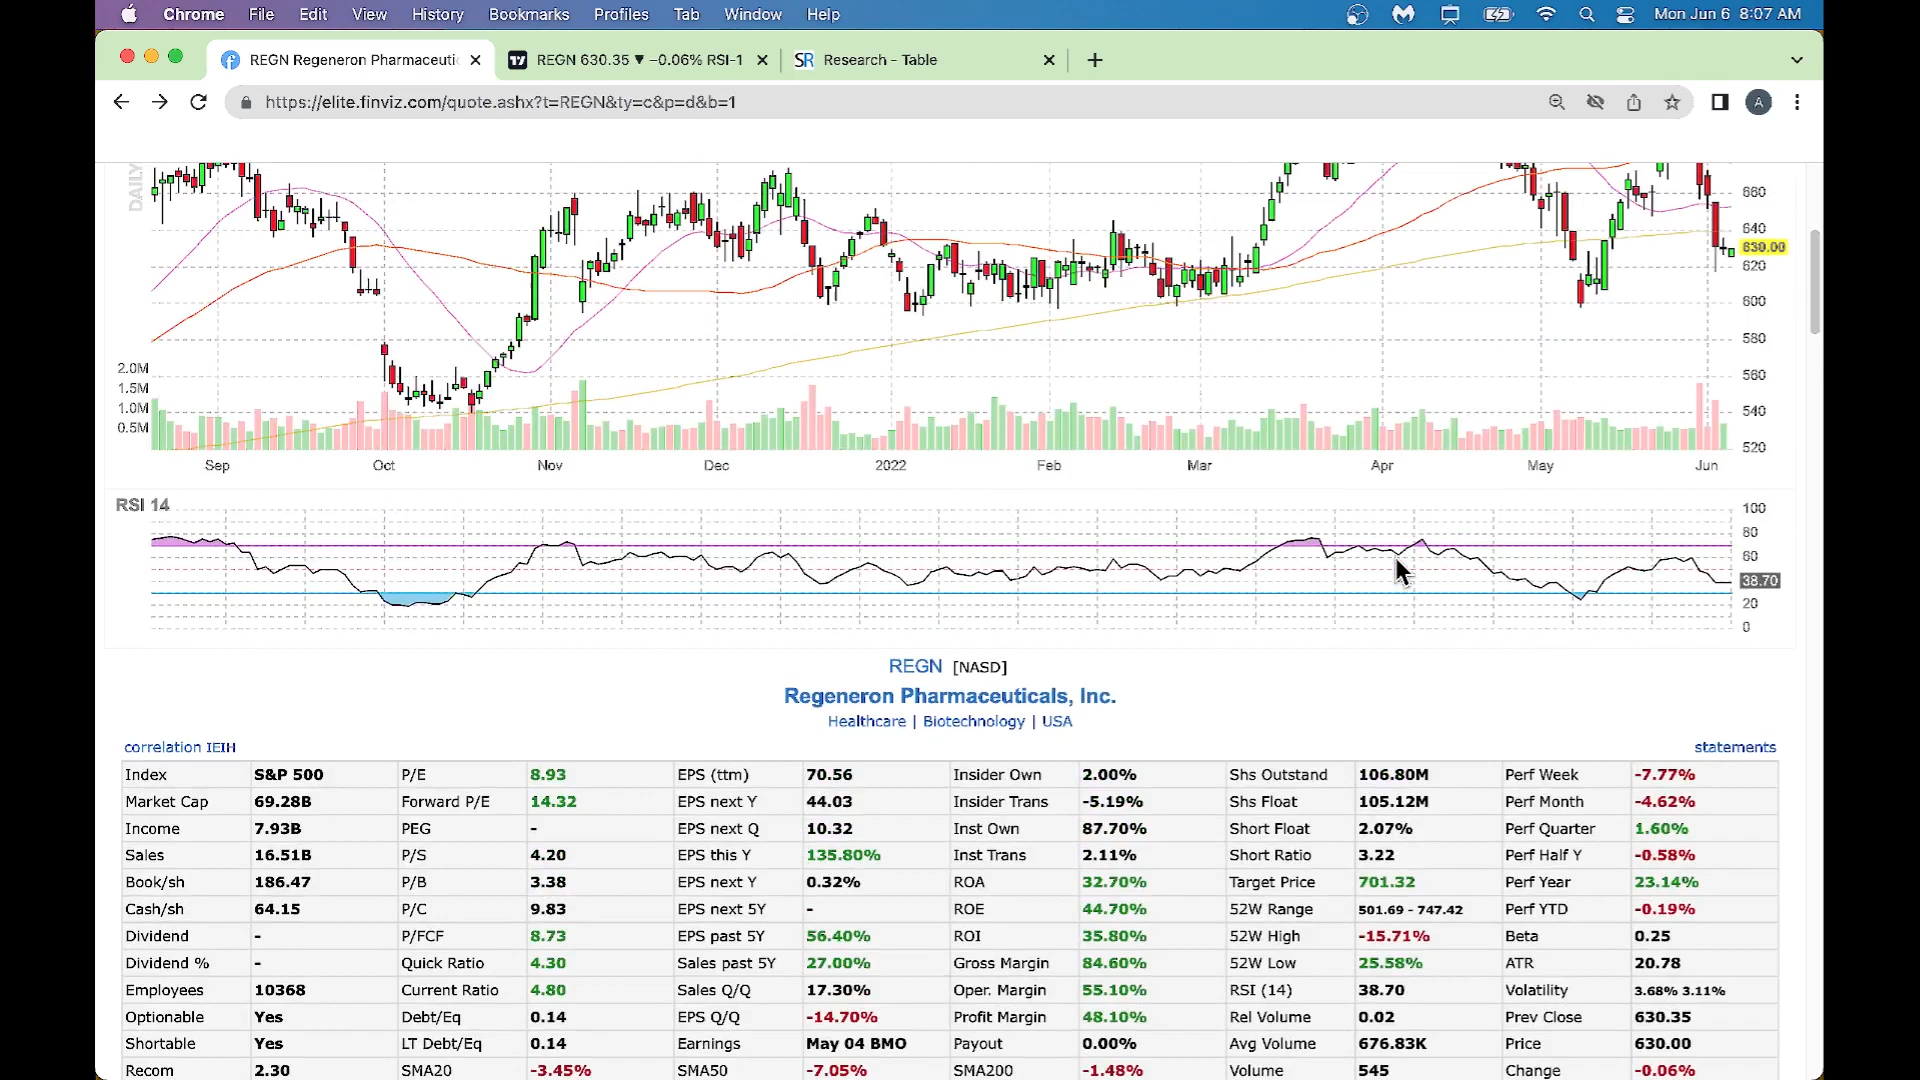 Chrome File Edit View History Bookmarks Profiles Tab Window Help Mon Jun 6 8:07 AM
REGN Regeneron Pharmaceutic REGN 630.35 ▼ −0.06% RSI-1 SR Research - Table
https://elite.finviz.com/quote.ashx?t=REGN&ty=c&p=d&b=1 A
DAILY
660
640
630.00
620
600
580
560
540
520
2.0M
1.5M
1.0M
0.5M
Sep Oct Nov Dec 2022 Feb Mar Apr May Jun
RSI 14
100
80
60
38.70
20
0
REGN [NASD]
Regeneron Pharmaceuticals, Inc.
Healthcare | Biotechnology | USA
correlation IEIH statements
Index S&P 500 P/E 8.93 EPS (ttm) 70.56 Insider Own 2.00% Shs Outstand 106.80M Perf Week -7.77%
Market Cap 69.28B Forward P/E 14.32 EPS next Y 44.03 Insider Trans -5.19% Shs Float 105.12M Perf Month -4.62%
Income 7.93B PEG - EPS next Q 10.32 Inst Own 87.70% Short Float 2.07% Perf Quarter 1.60%
Sales 16.51B P/S 4.20 EPS this Y 135.80% Inst Trans 2.11% Short Ratio 3.22 Perf Half Y -0.58%
Book/sh 186.47 P/B 3.38 EPS next Y 0.32% ROA 32.70% Target Price 701.32 Perf Year 23.14%
Cash/sh 64.15 P/C 9.83 EPS next 5Y - ROE 44.70% 52W Range 501.69 - 747.42 Perf YTD -0.19%
Dividend - P/FCF 8.73 EPS past 5Y 56.40% ROI 35.80% 52W High -15.71% Beta 0.25
Dividend % - Quick Ratio 4.30 Sales past 5Y 27.00% Gross Margin 84.60% 52W Low 25.58% ATR 20.78
Employees 10368 Current Ratio 4.80 Sales Q/Q 17.30% Oper. Margin 55.10% RSI (14) 38.70 Volatility 3.68% 3.11%
Optionable Yes Debt/Eq 0.14 EPS Q/Q -14.70% Profit Margin 48.10% Rel Volume 0.02 Prev Close 630.35
Shortable Yes LT Debt/Eq 0.14 Earnings May 04 BMO Payout 0.00% Avg Volume 676.83K Price 630.00
Recom 2.30 SMA20 -3.45% SMA50 -7.05% SMA200 -1.48% Volume 545 Change -0.06%